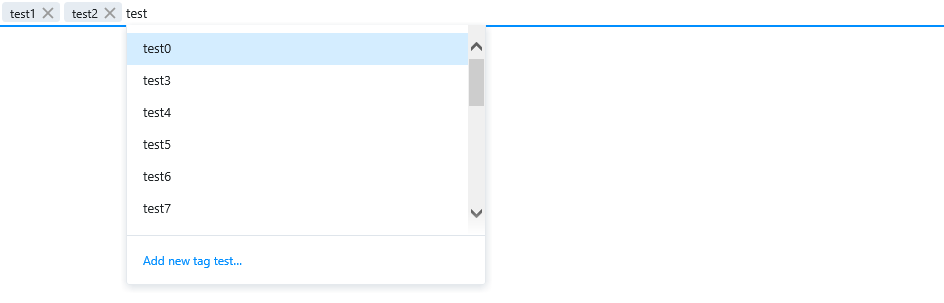 test1 test2 test
test0
test3
test4
test5
test6
test7
Add new tag test...